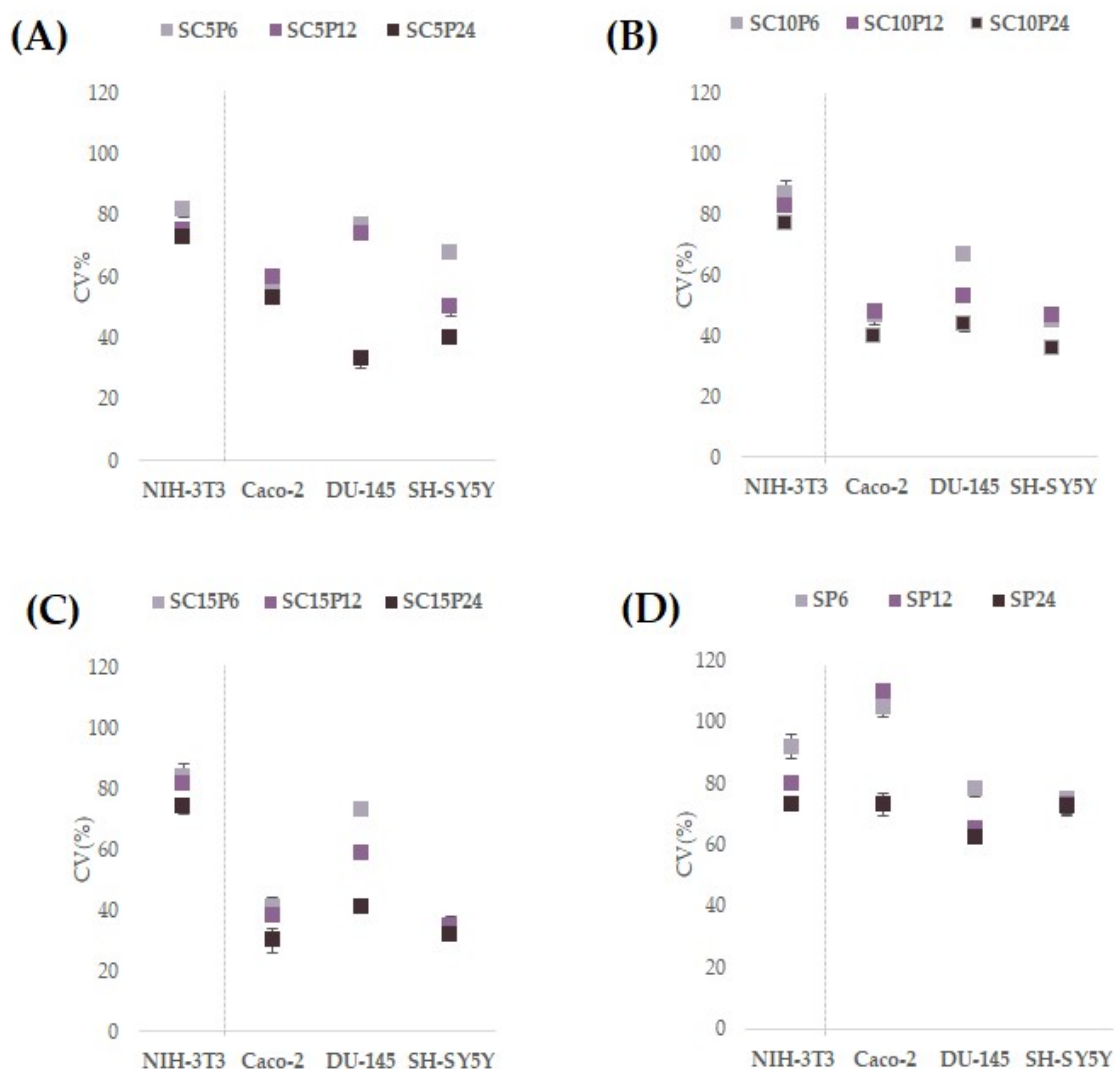 (A)
SC5P6 SC5P12 SC5P24
120
100
80
60
40
20
0
CV%
NIH-3T3 Caco-2 DU-145 SH-SY5Y
(B)
SC10P6 SC10P12 SC10P24
120
100
80
60
40
20
0
CV(%)
NIH-3T3 Caco-2 DU-145 SH-SY5Y
(C)
SC15P6 SC15P12 SC15P24
120
100
80
60
40
20
0
CV(%)
NIH-3T3 Caco-2 DU-145 SH-SY5Y
(D)
SP6 SP12 SP24
120
100
80
60
40
20
0
CV(%)
NIH-3T3 Caco-2 DU-145 SH-SY5Y